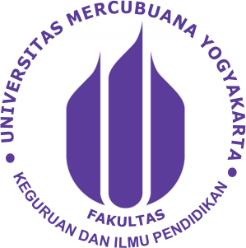 • UNIVERSITAS MERCUBUANA YOGYAKARTA •
FAKULTAS
KEGURUAN DAN ILMU PENDIDIKAN